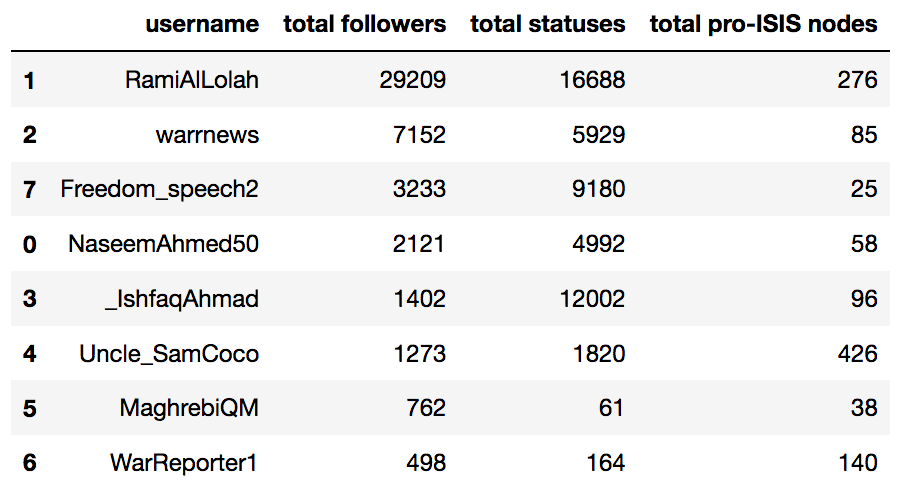 username total followers total statuses total pro-ISIS nodes
1 RamiAlLolah 29209 16688 276
2 warrnews 7152 5929 85
7 Freedom_speech2 3233 9180 25
0 NaseemAhmed50 2121 4992 58
3 _IshfaqAhmad 1402 12002 96
4 Uncle_SamCoco 1273 1820 426
5 MaghrebiQM 762 61 38
6 WarReporter1 498 164 140